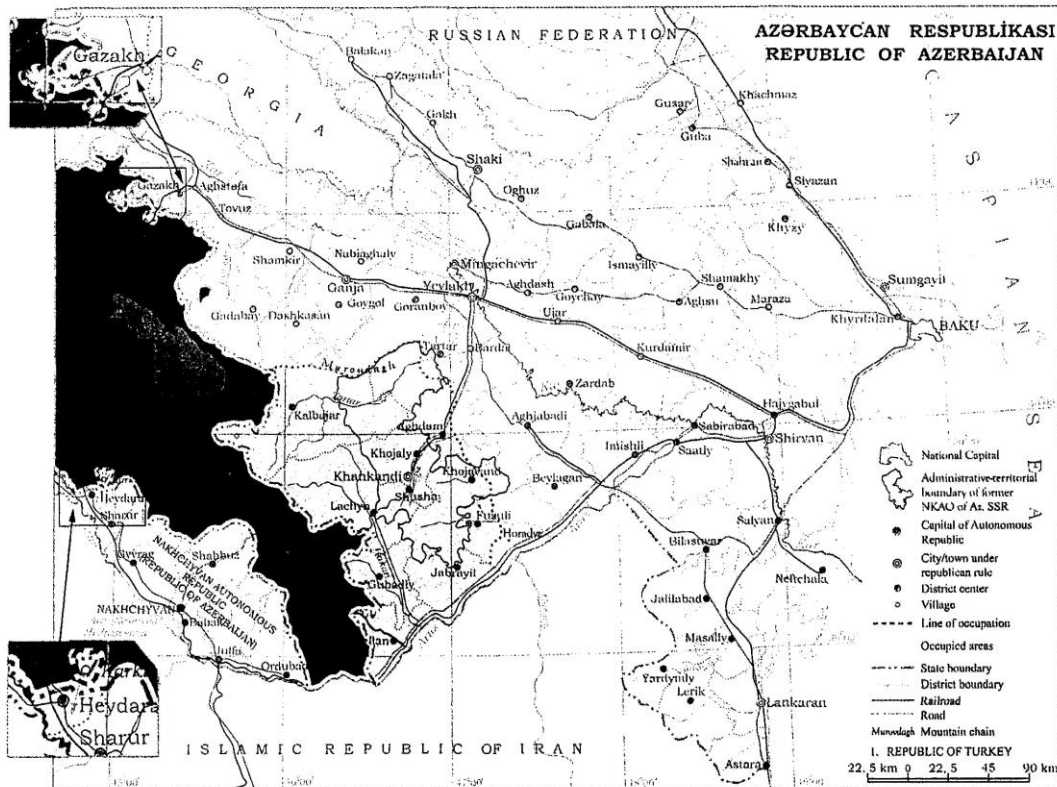 AZƏRBAYCAN RESPUBLİKASI
REPUBLIC OF AZERBAIJAN
RUSSIAN FEDERATION
GEORGIA
CASPIAN SEA
Gazakh
Balakan
Zagatala
Gakh
Shaki
Oghuz
Gabala
Ismayilly
Gusar
Khachmaz
Guba
Shabran
Siyazan
Khyzy
Gazakh
Aghstafa
Tovuz
Shamkir
Nubiaghaly
Mingachevir
Ganja
Yevlakh
Aghdash
Goychay
Shamakhy
Aghsu
Maraza
Sumgayit
Khyrdalan
BAKU
Gadabay
Dashkasan
Goygol
Goranboy
Ujar
Kurdamir
Tartar
Barda
Murovdagh
Zardab
Hajygabul
Kalbajar
Aghdam
Aghjabadi
Sabirabad
Shirvan
Khojaly
Imishli
Saatly
Khankandi
Khojavand
Beylagan
Shusha
Lachyn
Fuzuli
Horadiz
Salyan
Bilasuvar
Neftchala
Jabrayil
Gubadly
Jalilabad
Masally
Yardymly
Lerik
Lankaran
Astara
Heydara
Sharur
Shahbuz
NAKHCHYVAN AUTONOMOUS
REPUBLIC
(REPUBLIC OF AZERBAIJAN)
NAKHCHYVAN
Babak
Julfa
Ordubad
Heydara
Sharur
ISLAMIC REPUBLIC OF IRAN
National Capital
Administrative-territorial
boundary of former
NKAO of Az. SSR
Capital of Autonomous
Republic
City/town under
republican rule
District center
Village
Line of occupation
Occupied areas
State boundary
District boundary
Railroad
Road
Murovdagh Mountain chain
1. REPUBLIC OF TURKEY
22,5 km 0 22,5 45 90 km